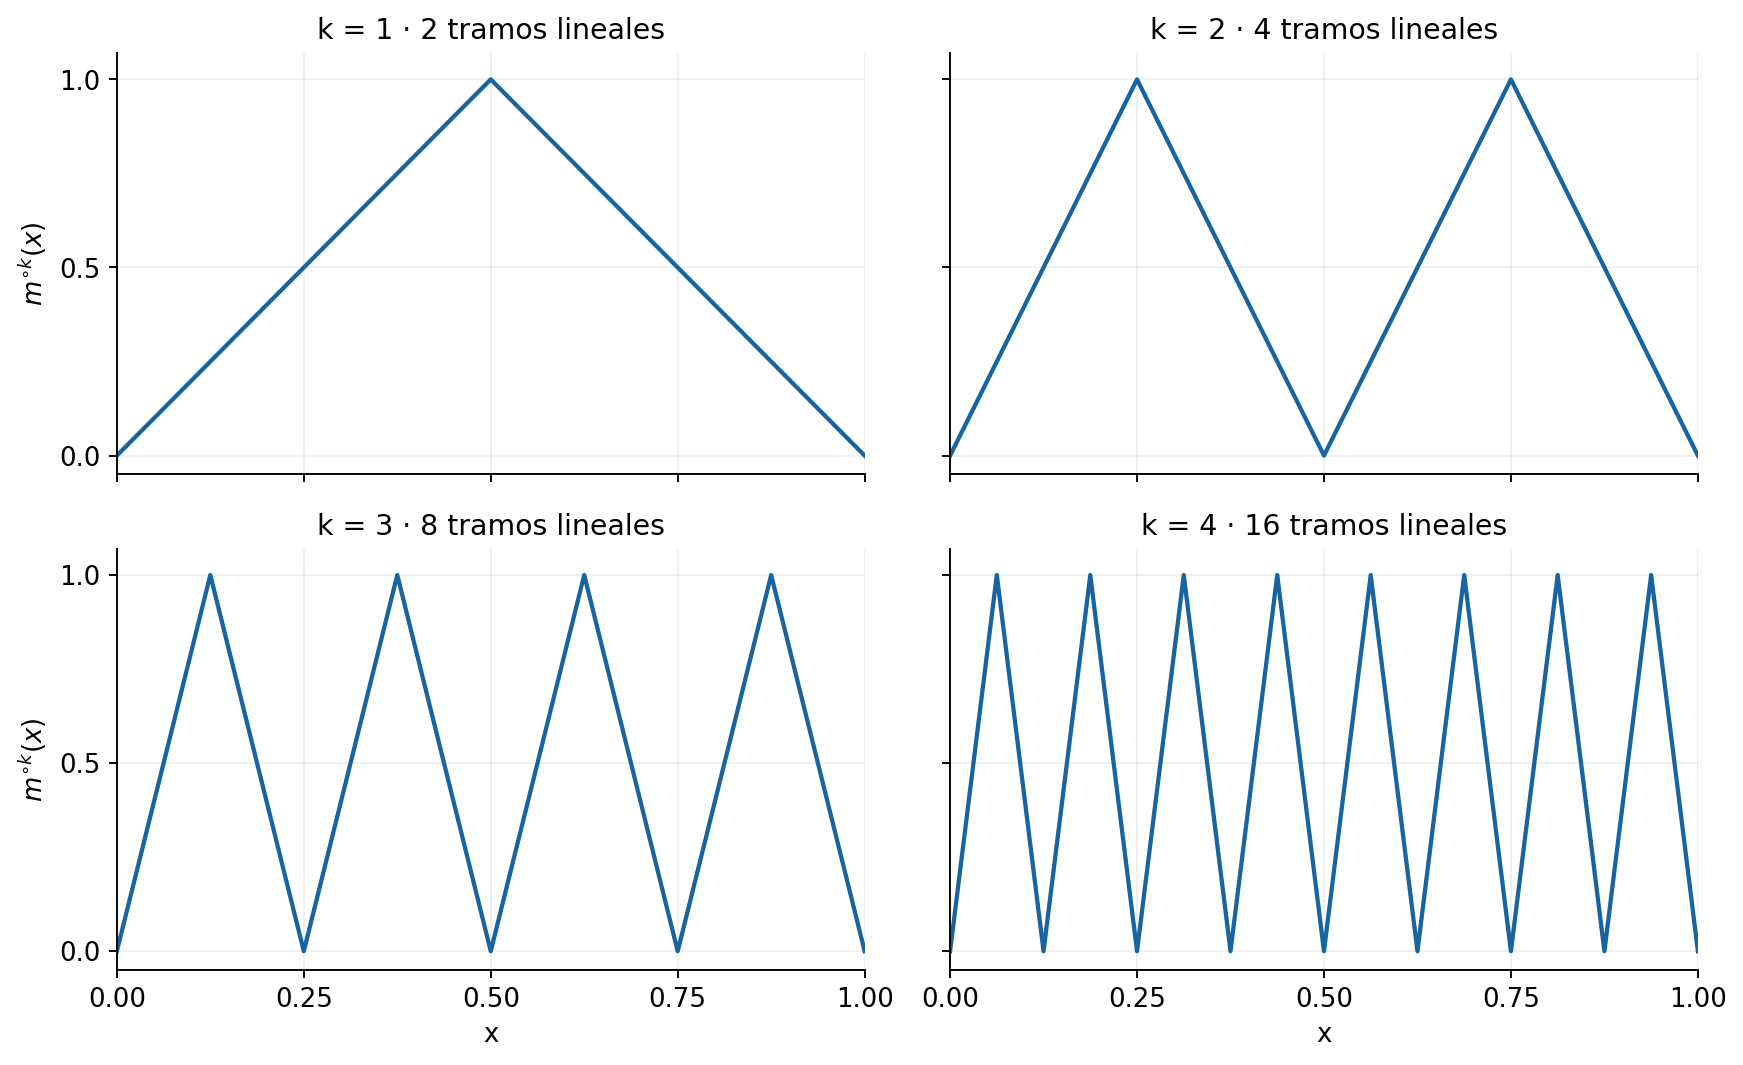 k = 1 · 2 tramos lineales
k = 2 · 4 tramos lineales
1.0
0.5
0.0
m^{∘k}(x)
k = 3 · 8 tramos lineales
k = 4 · 16 tramos lineales
1.0
0.5
0.0
m^{∘k}(x)
0.00 0.25 0.50 0.75 1.00
0.00 0.25 0.50 0.75 1.00
x
x